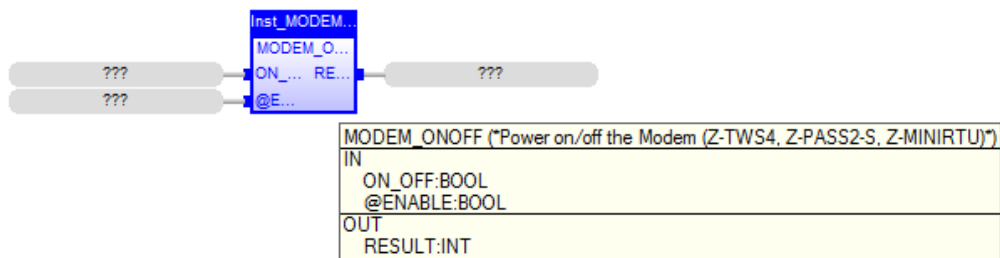 Inst_MODEM...
MODEM_O...
??? ON_... RE... ???
??? @E...
MODEM_ONOFF (*Power on/off the Modem (Z-TWS4, Z-PASS2-S, Z-MINIRTU)*)
IN
ON_OFF:BOOL
@ENABLE:BOOL
OUT
RESULT:INT